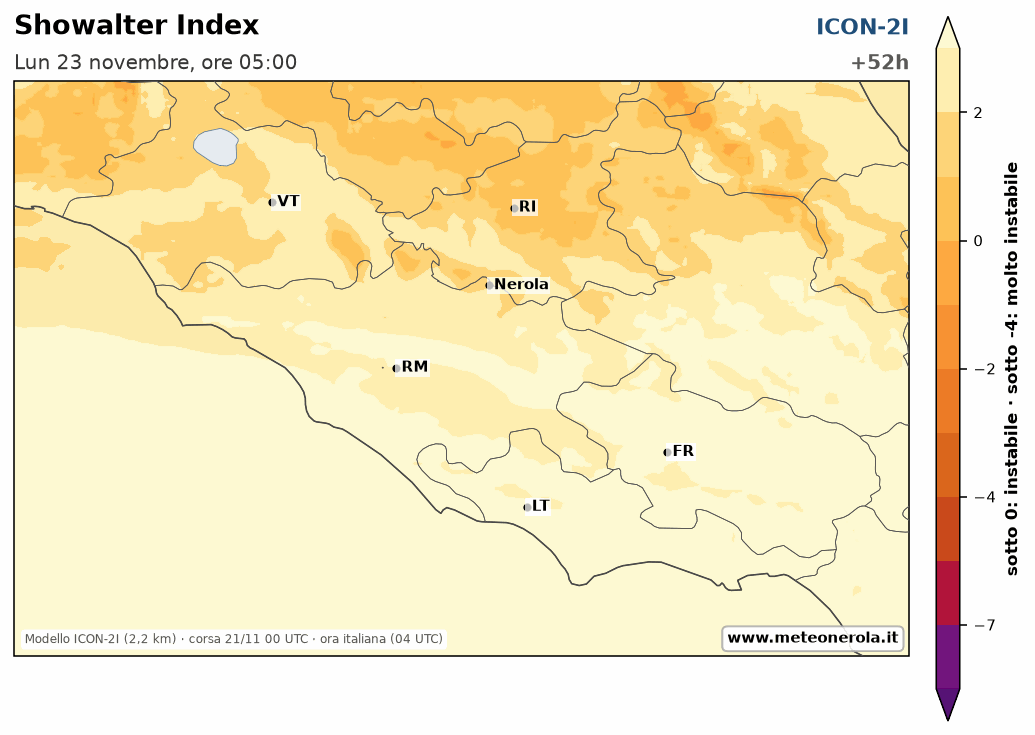 Showalter Index
ICON-2I
Lun 23 novembre, ore 05:00
+52h
VT
RI
Nerola
RM
FR
LT
2
0
−2
−4
−7
sotto 0: instabile · sotto -4: molto instabile
Modello ICON-2I (2,2 km) · corsa 21/11 00 UTC · ora italiana (04 UTC)
www.meteonerola.it